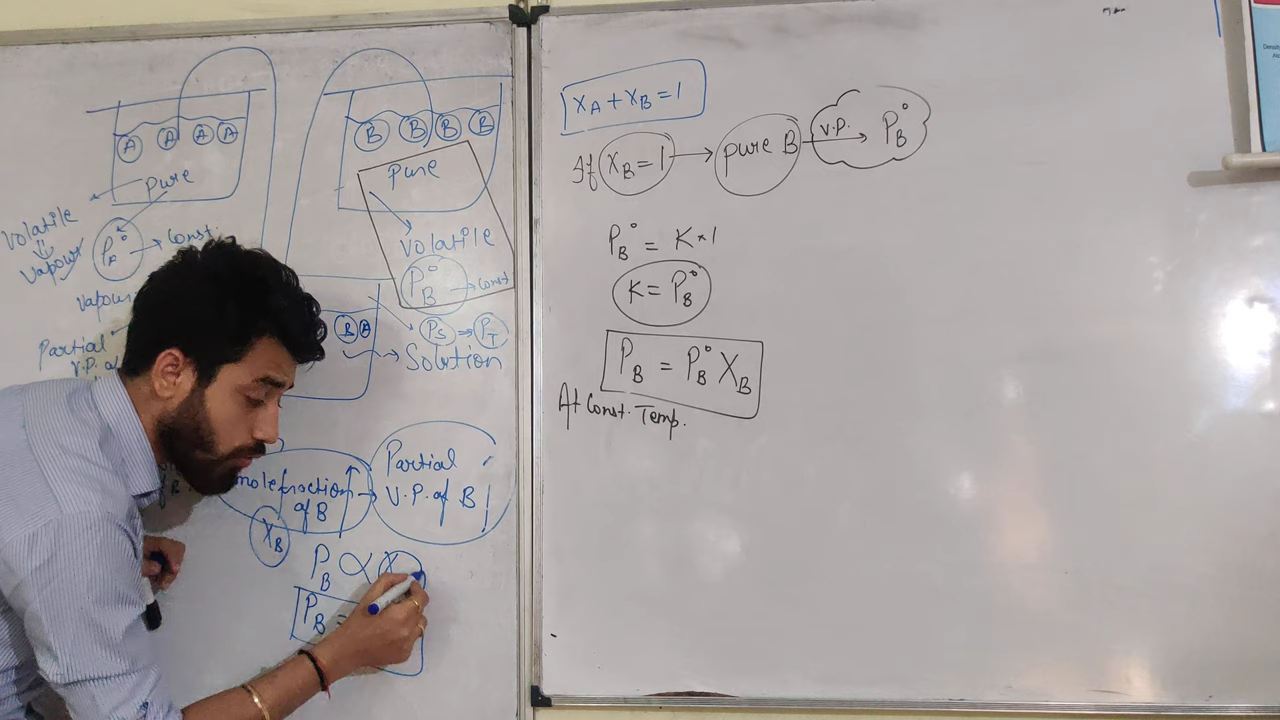 A A A A
Pure
Volatile
Vapour
P°A → Const.
Vapour
Partial
V.P. of
B B B B
Pure
Volatile
P°B → Const
B A
Ps ⇒ PT
→ Solution
mole fraction of B
XB
Partial
V.P. of B
PB ∝ X
PB =
XA + XB = 1
If XB = 1 → pure B V.P. → P°B
P°B = K × 1
K = P°B
PB = P°B XB
At Const. Temp.